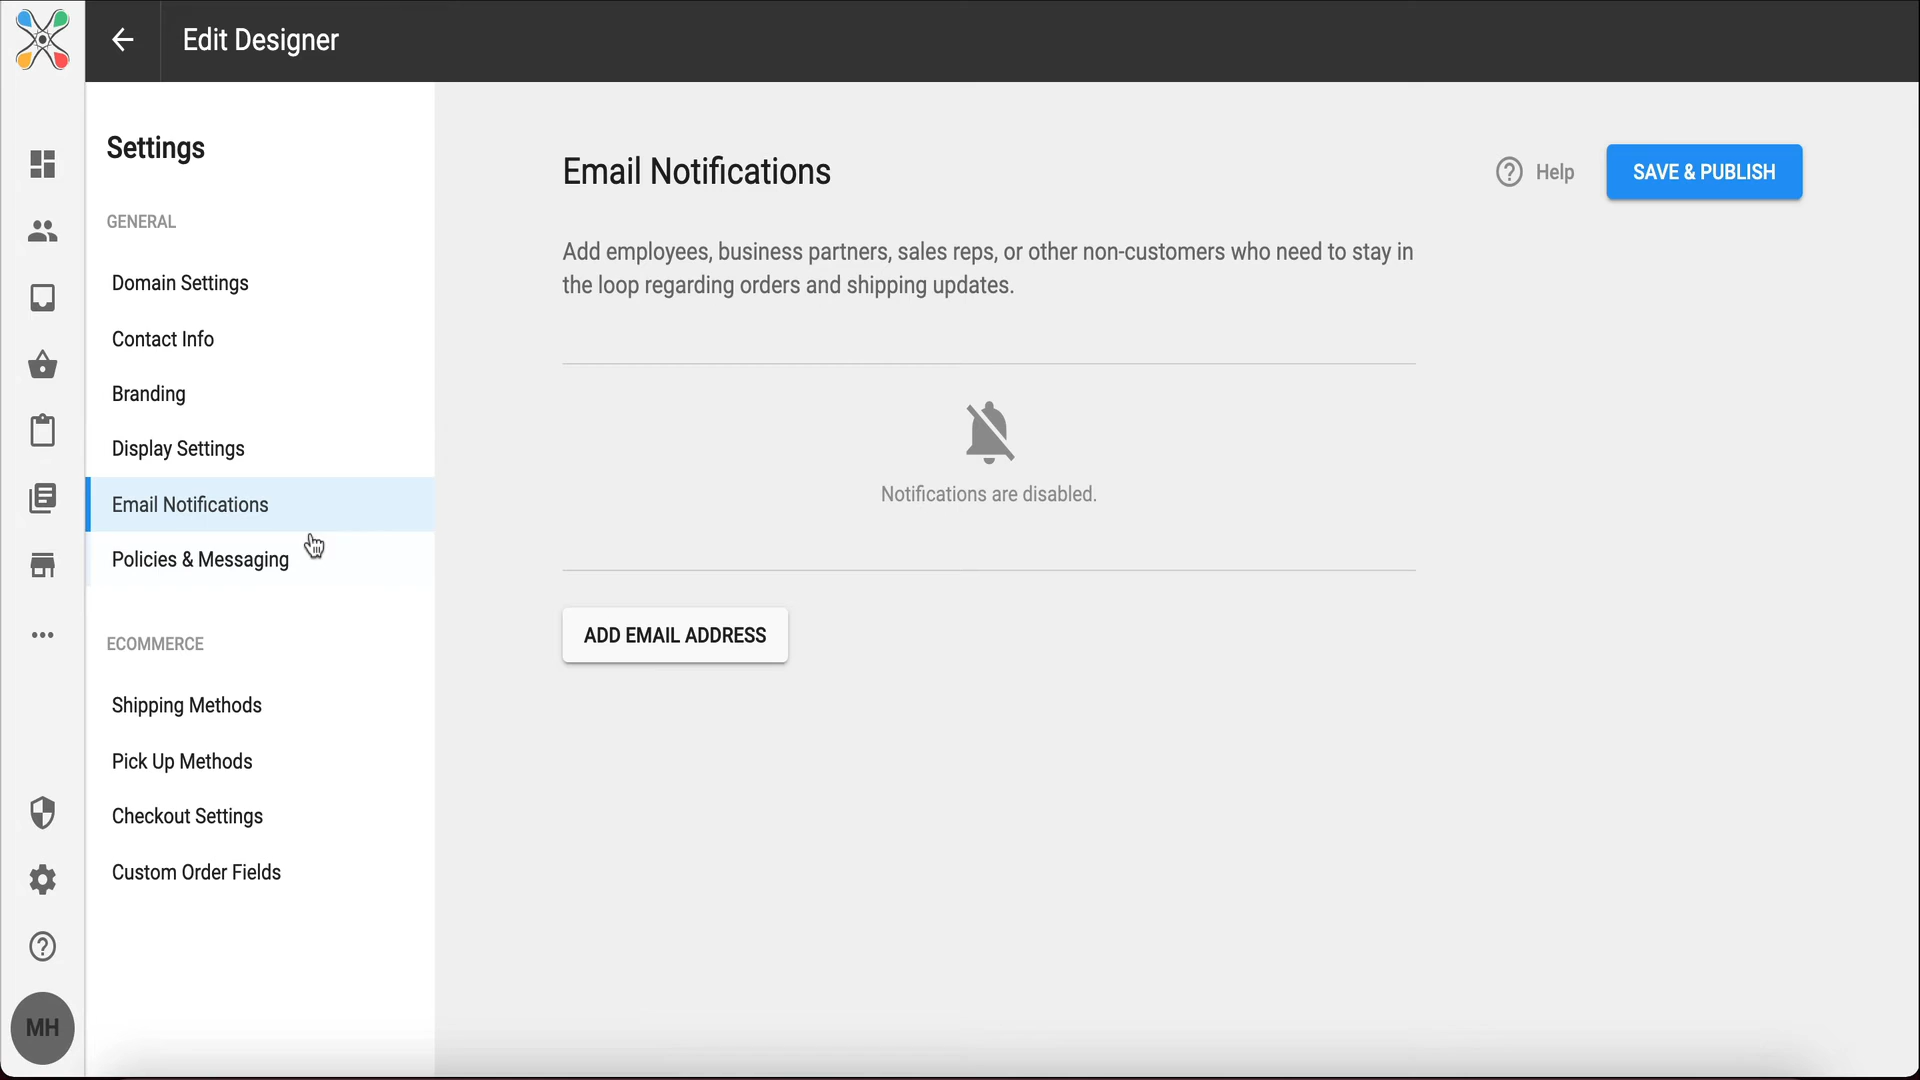 Edit Designer
Settings
GENERAL
Domain Settings
Contact Info
Branding
Display Settings
Email Notifications
Policies & Messaging
ECOMMERCE
Shipping Methods
Pick Up Methods
Checkout Settings
Custom Order Fields
MH
Email Notifications
Help
SAVE & PUBLISH
Add employees, business partners, sales reps, or other non-customers who need to stay in
the loop regarding orders and shipping updates.
Notifications are disabled.
ADD EMAIL ADDRESS